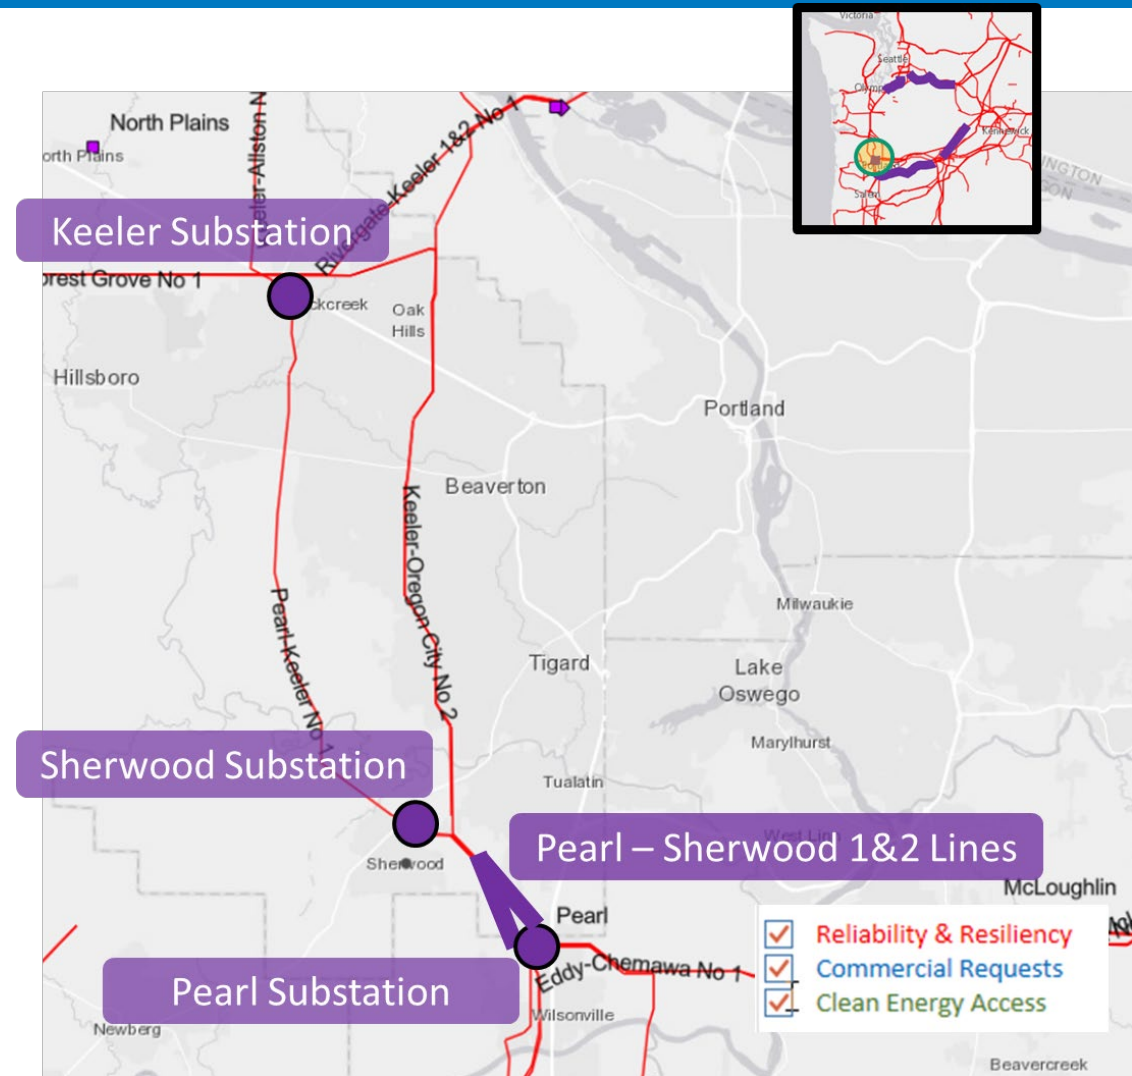 Victoria
Seattle
Salem
Kennewick
INGTON
North Plains
orth Plains
Rivergate-Keeler 1&2 No 1
Keeler Substation
orest Grove No 1
ckcreek
Oak
Hills
Hillsboro
Portland
Beaverton
Keeler-Oregon City No 2
Pearl-Keeler No 1
Milwaukie
Tigard
Lake
Oswego
Marylhurst
Sherwood Substation
Tualatin
Pearl – Sherwood 1&2 Lines
West Linn
Sherwood
McLoughlin
Pearl
Reliability & Resiliency
Commercial Requests
Clean Energy Access
Eddy-Chemawa No 1
Pearl Substation
Wilsonville
Newberg
Beavercreek